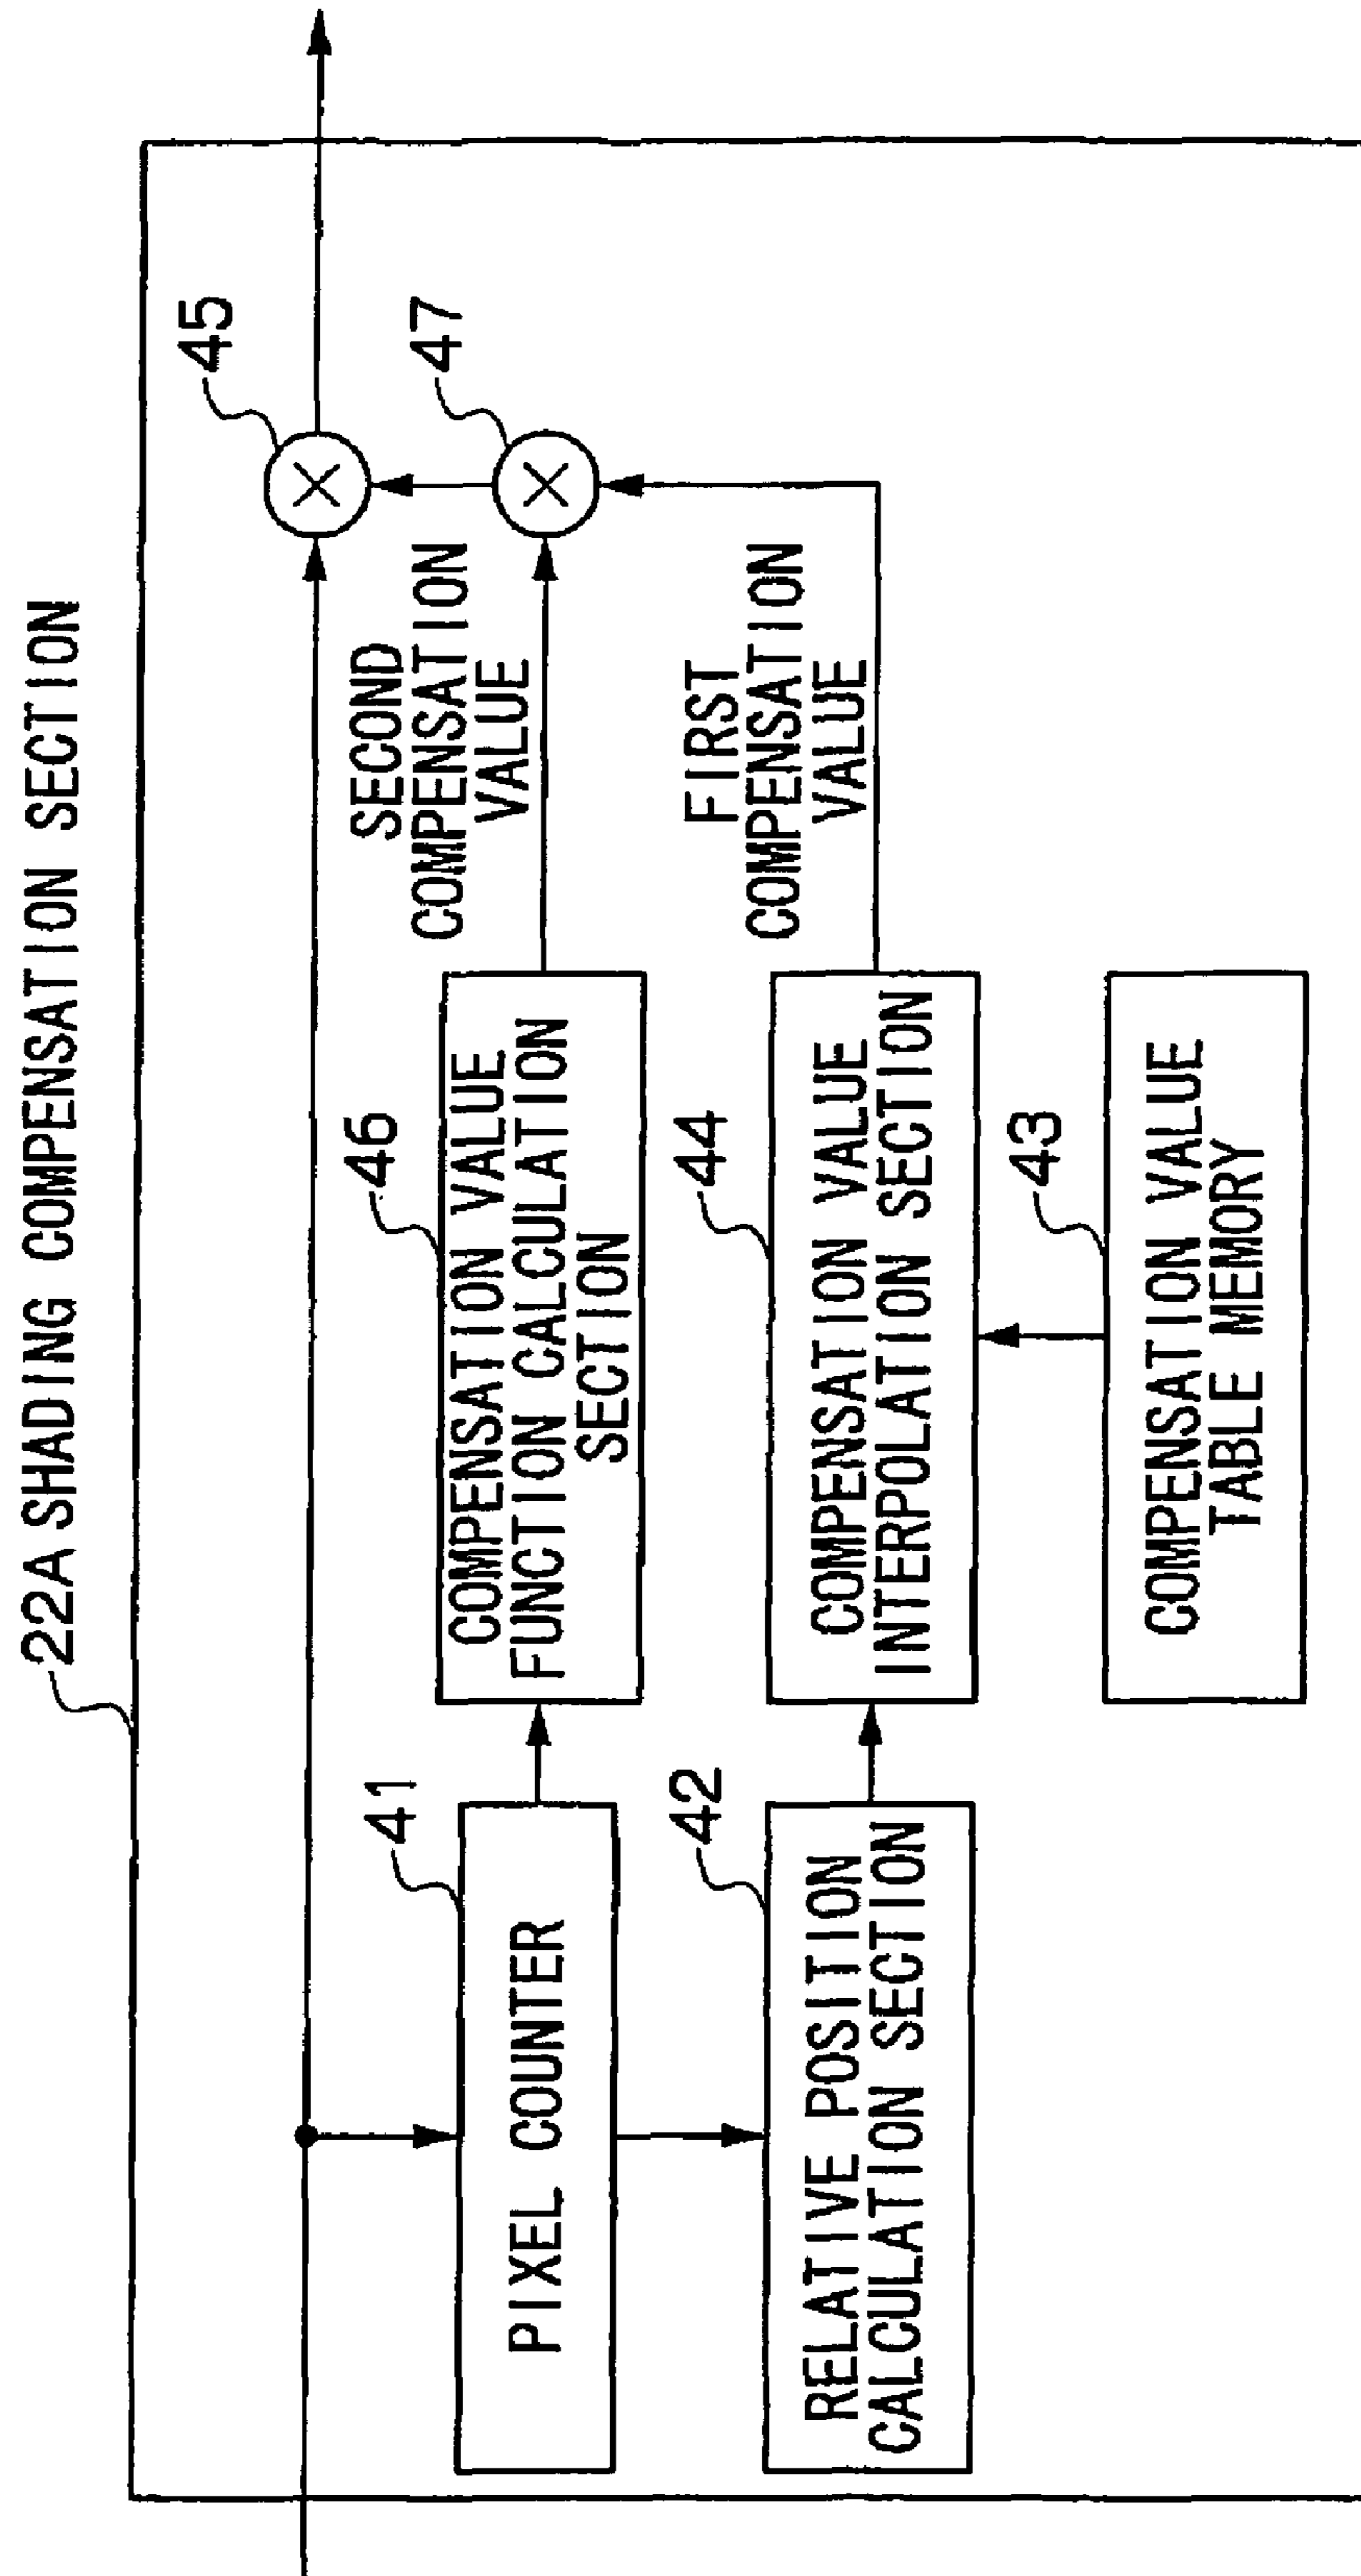 22A SHADING COMPENSATION SECTION
45
47
SECOND
COMPENSATION
VALUE
FIRST
COMPENSATION
VALUE
41
PIXEL COUNTER
46
COMPENSATION VALUE
FUNCTION CALCULATION
SECTION
42
RELATIVE POSITION
CALCULATION SECTION
44
COMPENSATION VALUE
INTERPOLATION SECTION
43
COMPENSATION VALUE
TABLE MEMORY